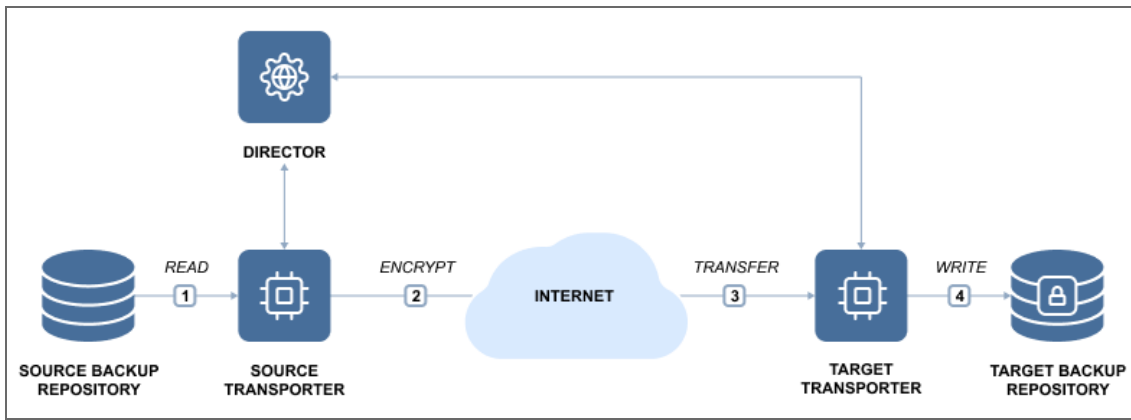 DIRECTOR
READ
ENCRYPT
TRANSFER
WRITE
1
2
INTERNET
3
4
SOURCE BACKUP
REPOSITORY
SOURCE
TRANSPORTER
TARGET
TRANSPORTER
TARGET BACKUP
REPOSITORY